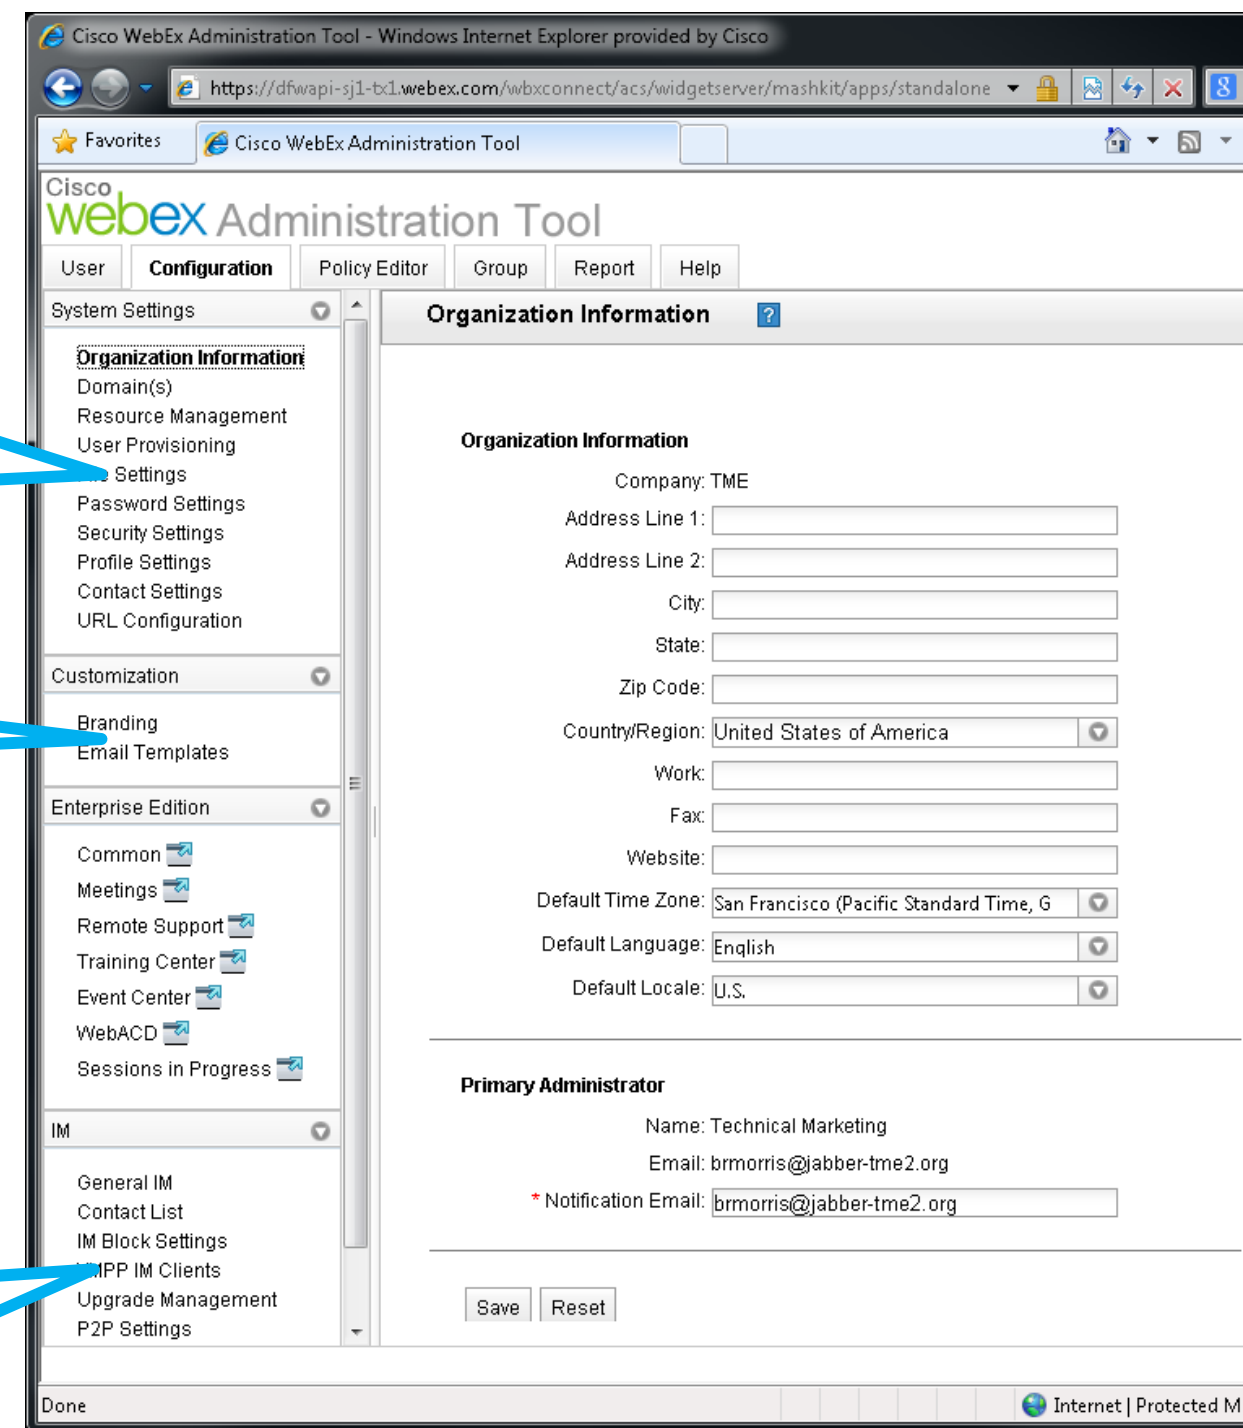 Cisco WebEx Administration Tool - Windows Internet Explorer provided by Cisco
https://dfwapi-sj1-tx1.webex.com/wbxconnect/acs/widgetserver/mashkit/apps/standalone
8
Favorites
Cisco WebEx Administration Tool
Cisco
webex Administration Tool
User
Configuration
Policy Editor
Group
Report
Help
System Settings
Organization Information
Domain(s)
Resource Management
User Provisioning
Settings
Password Settings
Security Settings
Profile Settings
Contact Settings
URL Configuration
Customization
Branding
Email Templates
Enterprise Edition
Common
Meetings
Remote Support
Training Center
Event Center
WebACD
Sessions in Progress
IM
General IM
Contact List
IM Block Settings
XMPP IM Clients
Upgrade Management
P2P Settings
Organization Information ?
Organization Information
Company: TME
Address Line 1:
Address Line 2:
City:
State:
Zip Code:
Country/Region: United States of America
Work:
Fax:
Website:
Default Time Zone: San Francisco (Pacific Standard Time, G
Default Language: English
Default Locale: U.S.
Primary Administrator
Name: Technical Marketing
Email: brmorris@jabber-tme2.org
* Notification Email: brmorris@jabber-tme2.org
Save
Reset
Done
Internet | Protected M